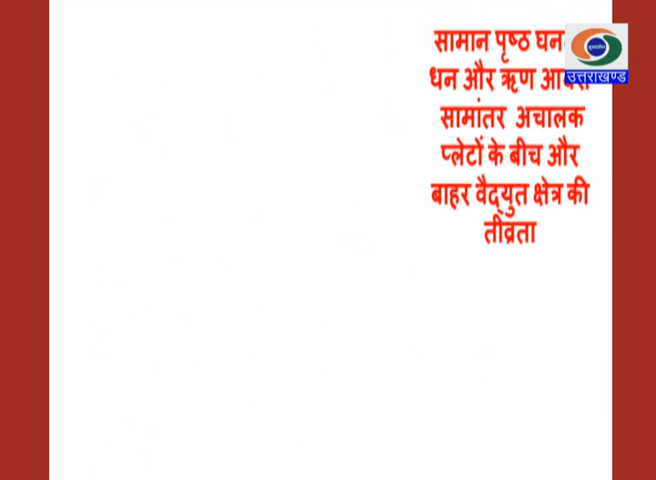 सामान पृष्ठ
धन और ऋण
सामांतर अचालक
प्लेटों के बीच और
बाहर वैद्युत क्षेत्र की
तीव्रता
उत्तराखण्ड